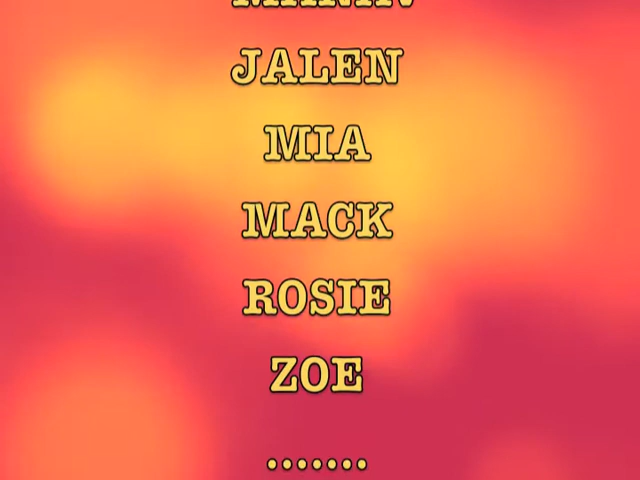 JALEN
MIA
MACK
ROSIE
ZOE
.......